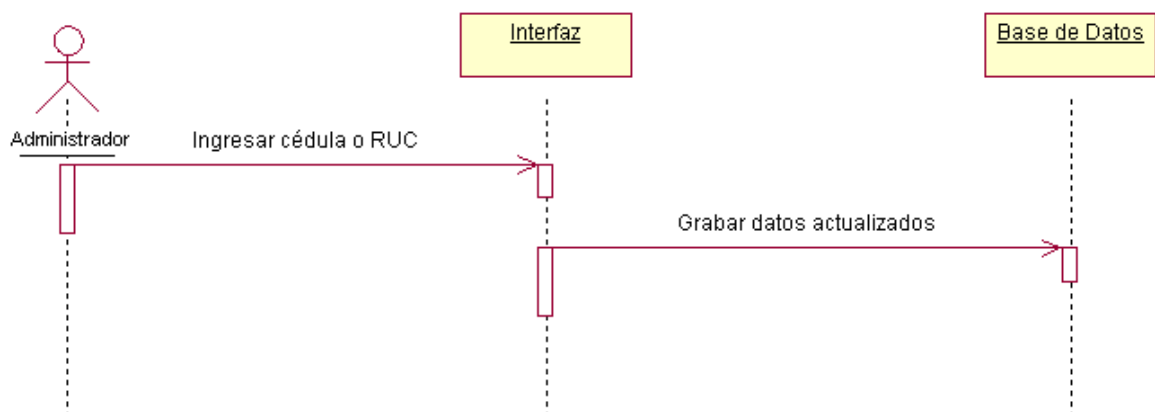 Interfaz
Base de Datos
Administrador
Ingresar cédula o RUC
Grabar datos actualizados